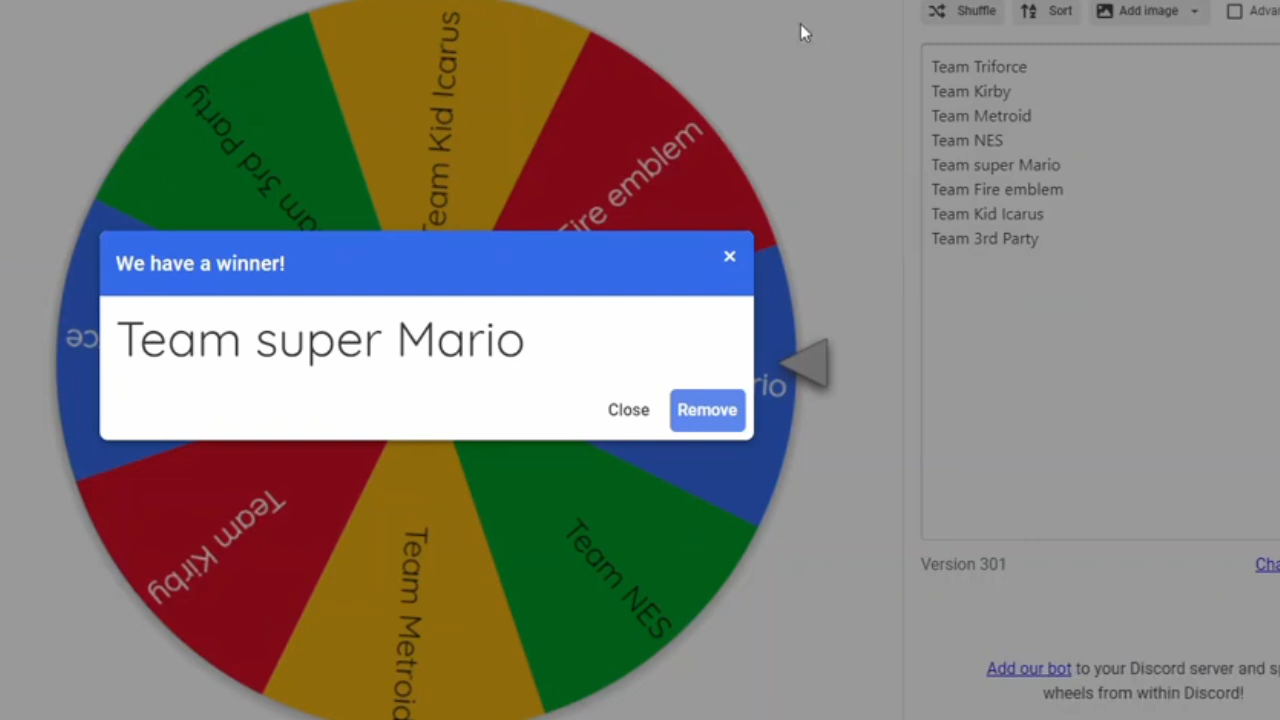 Shuffle
Sort
Add image
Team Triforce
Team Kirby
Team Metroid
Team NES
Team super Mario
Team Fire emblem
Team Kid Icarus
Team 3rd Party
Team Kid Icarus
3rd Party
Fire emblem
We have a winner!
×
Team super Mario
Close
Remove
Team Kirby
Team Metroid
Team NES
Version 301
Add our bot to your Discord server and
wheels from within Discord!